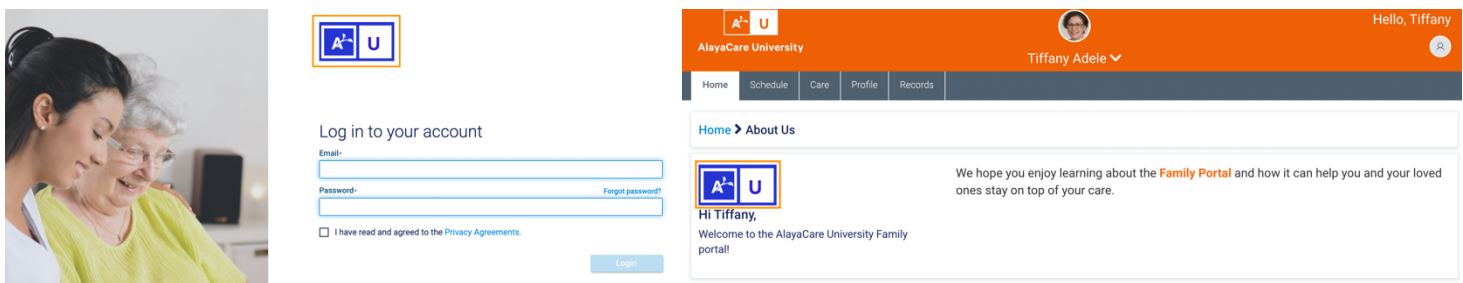 A U
Log in to your account
Email*
Password*
Forgot password?
I have read and agreed to the Privacy Agreements.
Login
A U
AlayaCare University
Tiffany Adele
Hello, Tiffany
Home
Schedule
Care
Profile
Records
Home > About Us
A U
Hi Tiffany,
Welcome to the AlayaCare University Family
portal!
We hope you enjoy learning about the Family Portal and how it can help you and your loved
ones stay on top of your care.